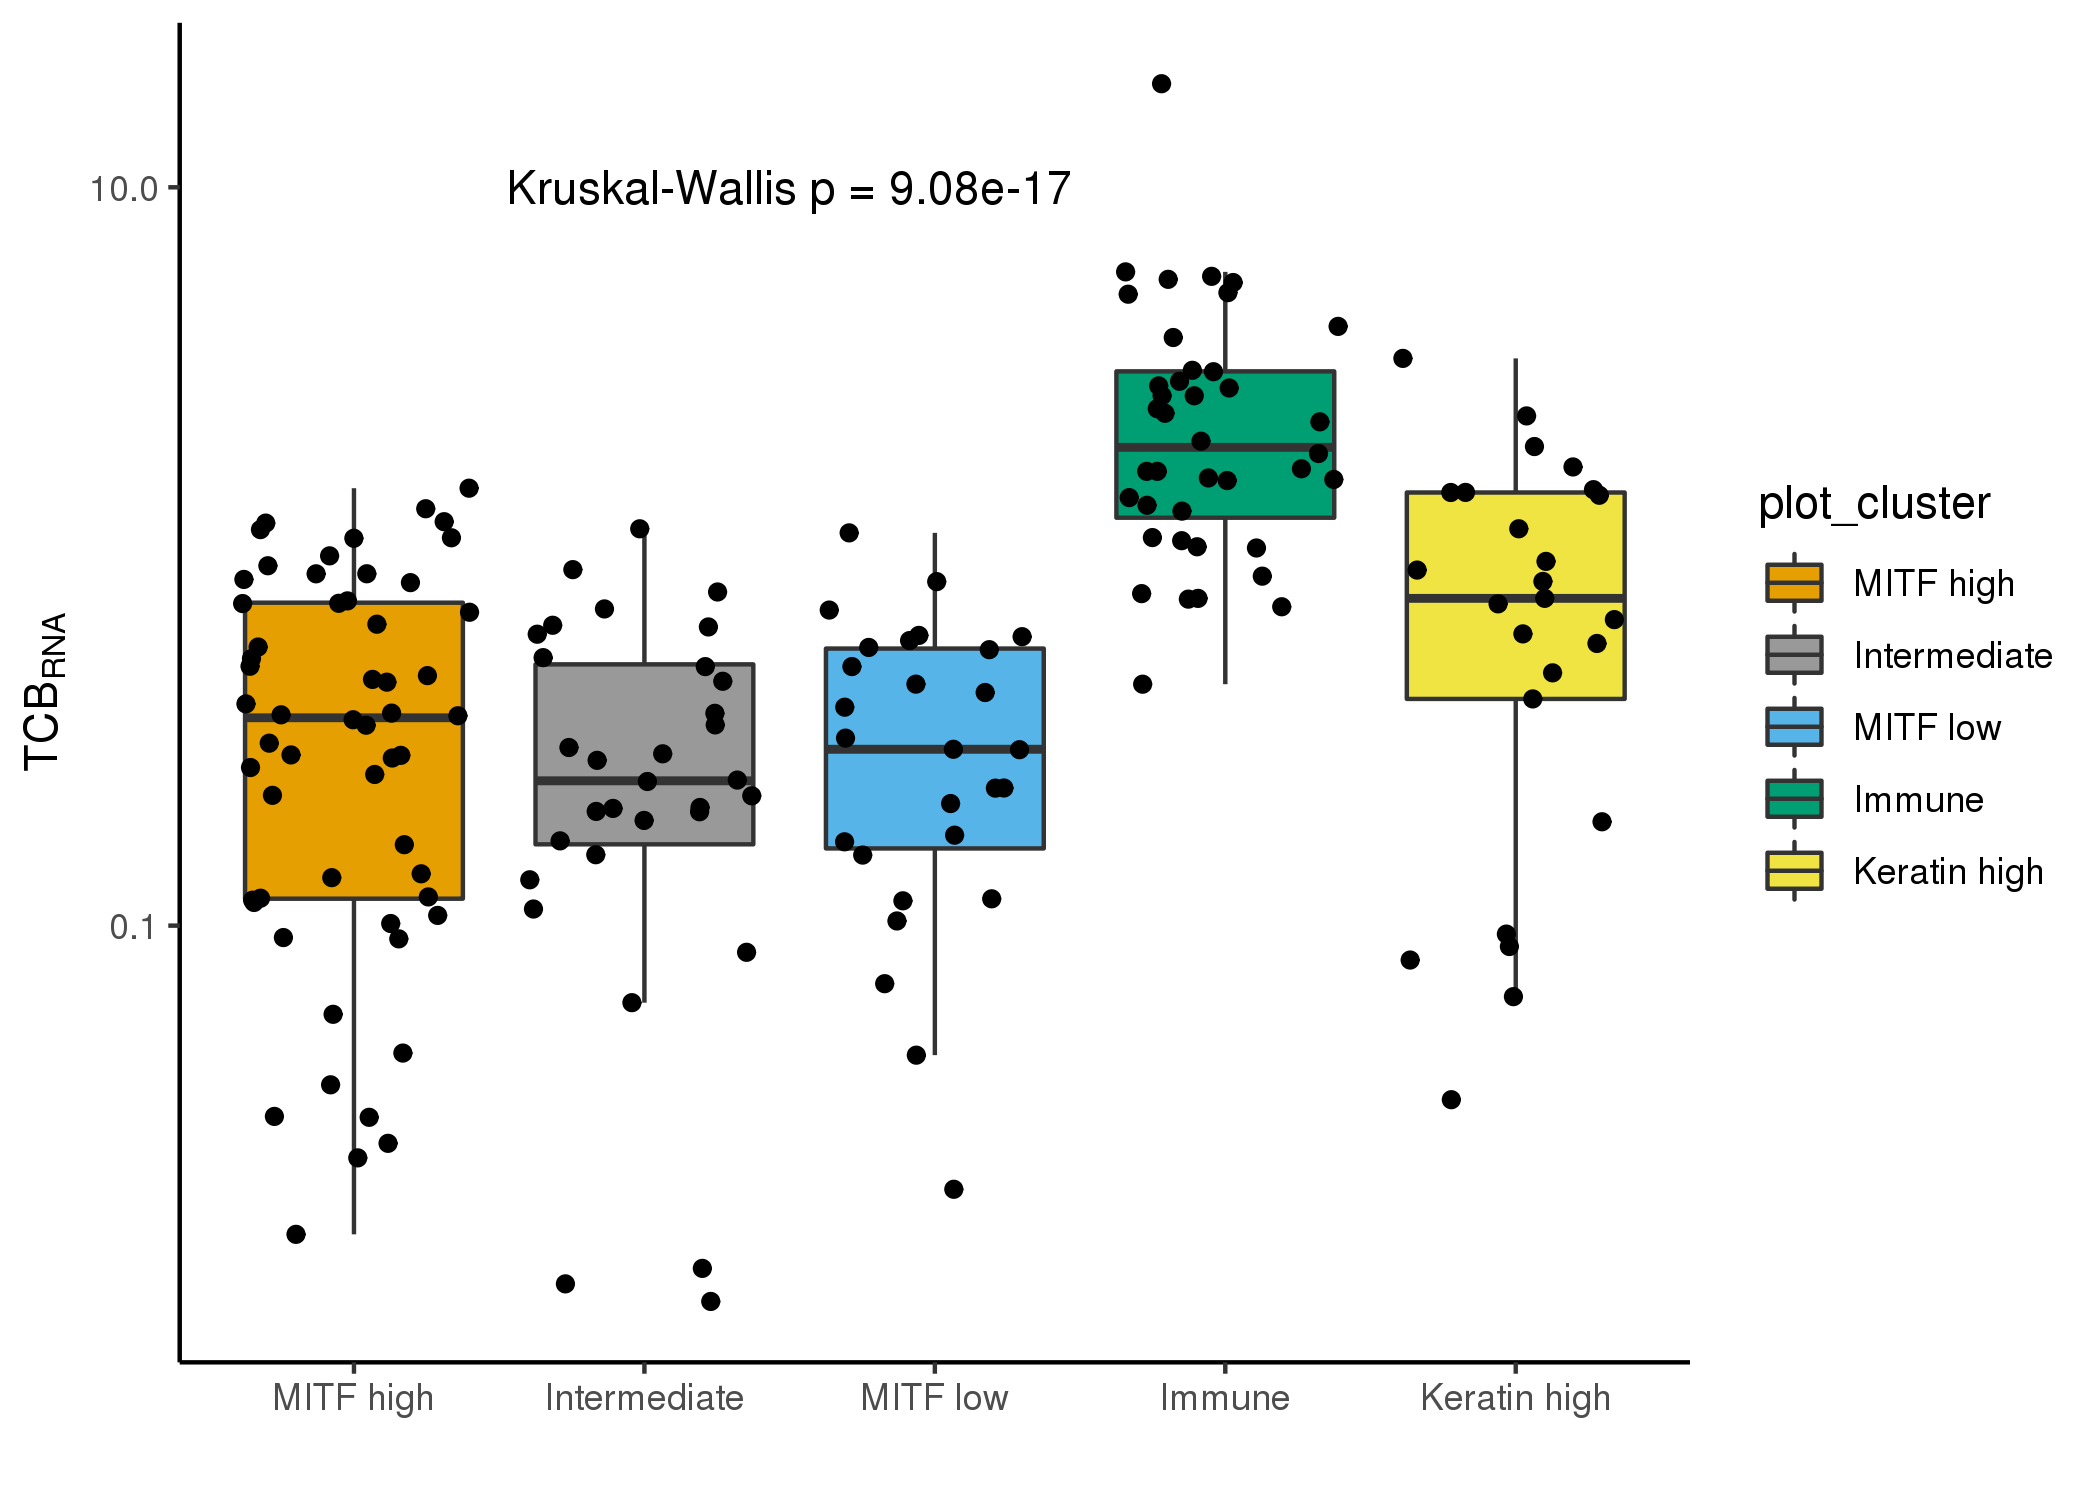 10.0
0.1
TCBRNA
Kruskal-Wallis p = 9.08e-17
MITF high
Intermediate
MITF low
Immune
Keratin high
plot_cluster
MITF high
Intermediate
MITF low
Immune
Keratin high